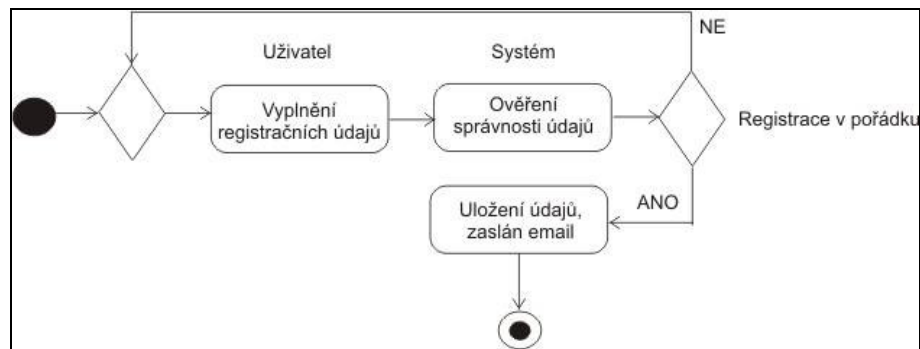 NE
Uživatel
Systém
Vyplnění
registračních údajů
Ověření
správnosti údajů
Registrace v pořádku
ANO
Uložení údajů,
zaslán email